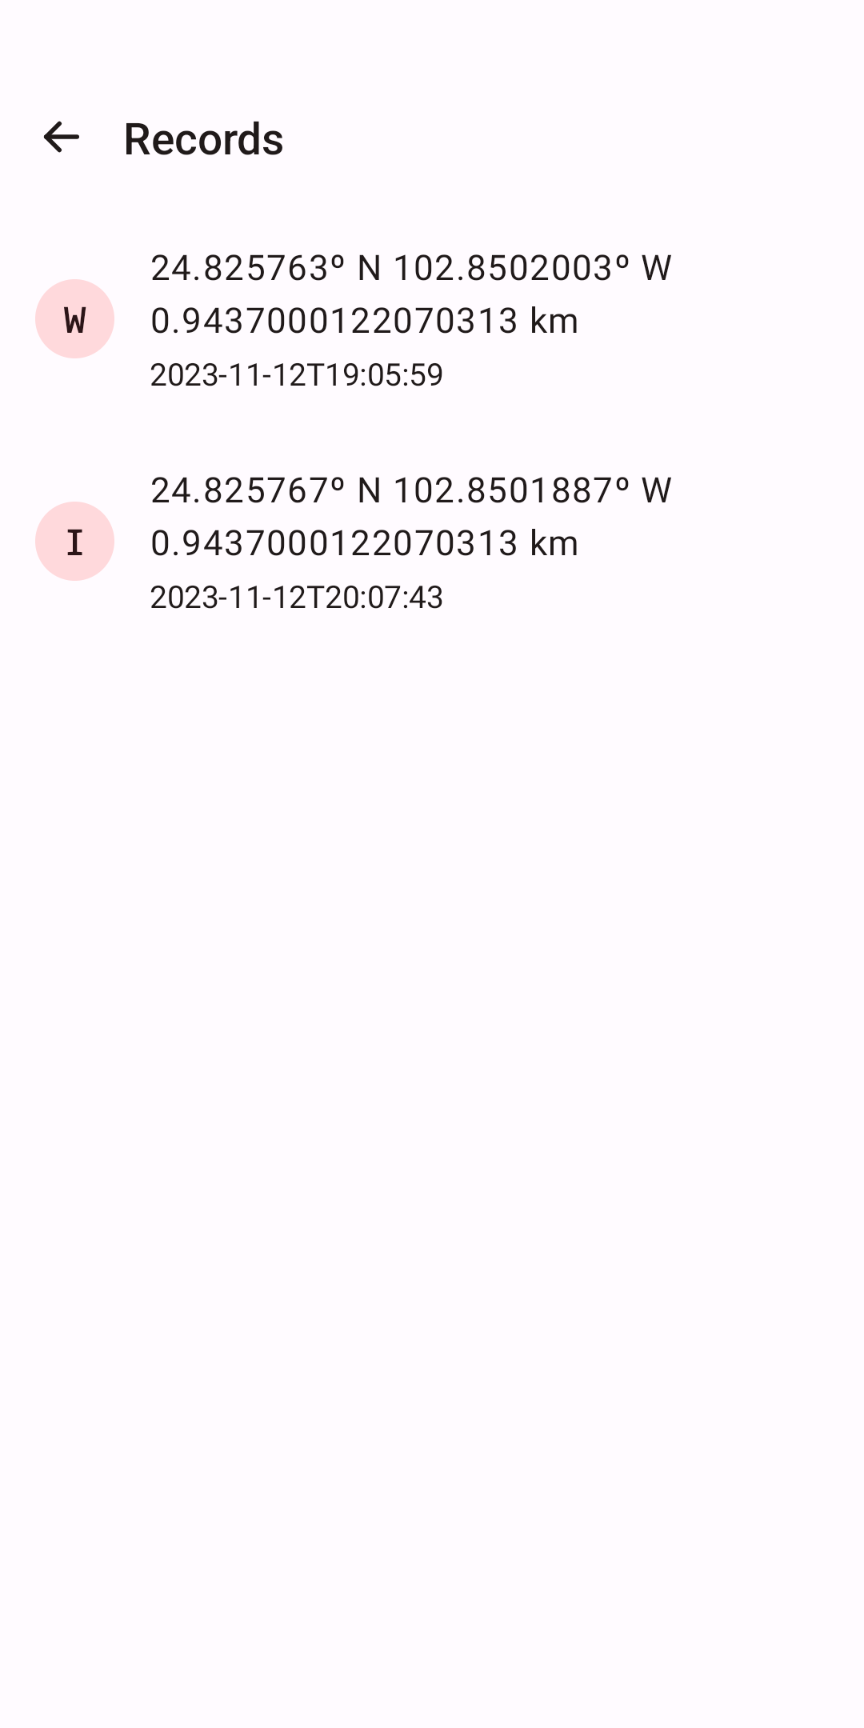 Records
24.825763º N 102.8502003º W
W
0.9437000122070313 km
2023-11-12T19:05:59
24.825767º N 102.8501887º W
I
0.9437000122070313 km
2023-11-12T20:07:43